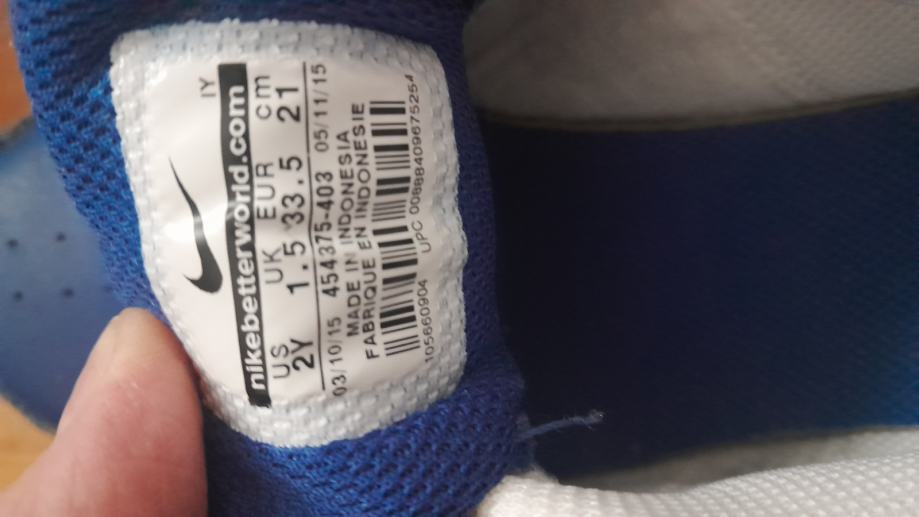 IY
nikebetterworld.com
US UK EUR cm
2Y 1.5 33.5 21
03/10/15 454375-403 05/11/15
MADE IN INDONESIA
FABRIQUE EN INDONESIE
105660904 UPC 00888409675254